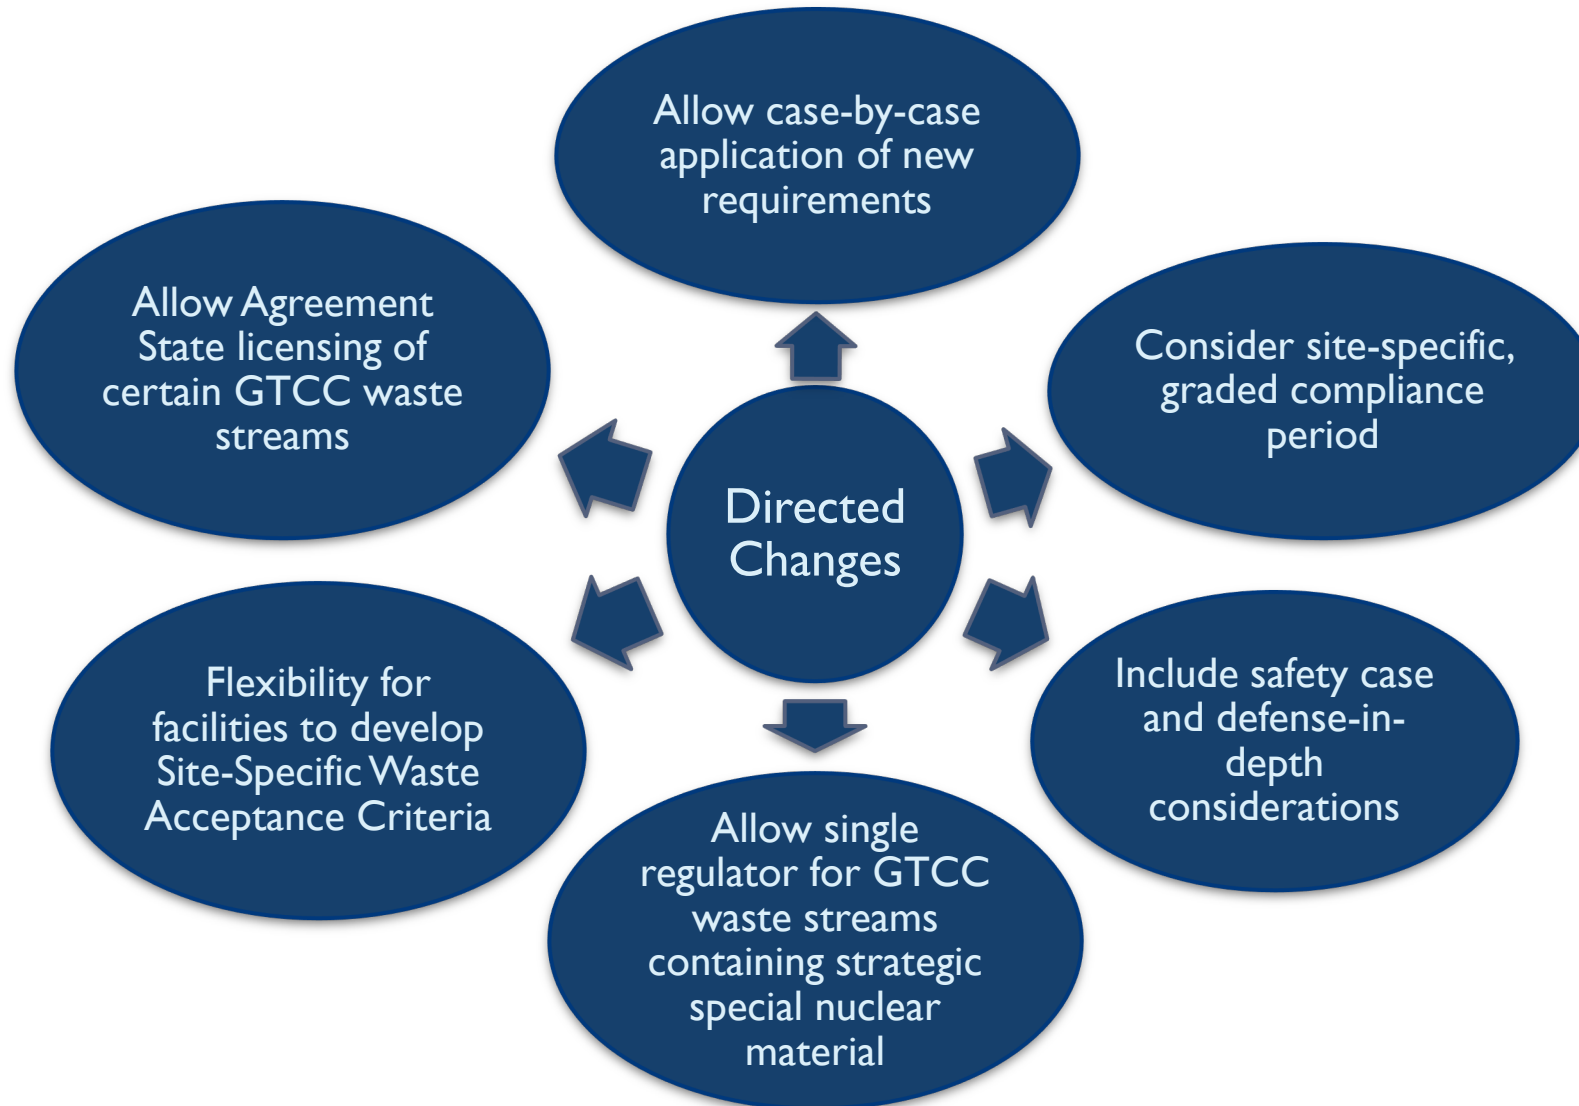 Allow case-by-case
application of new
requirements
Allow Agreement
State licensing of
certain GTCC waste
streams
Consider site-specific,
graded compliance
period
Directed
Changes
Flexibility for
facilities to develop
Site-Specific Waste
Acceptance Criteria
Include safety case
and defense-in-
depth
considerations
Allow single
regulator for GTCC
waste streams
containing strategic
special nuclear
material